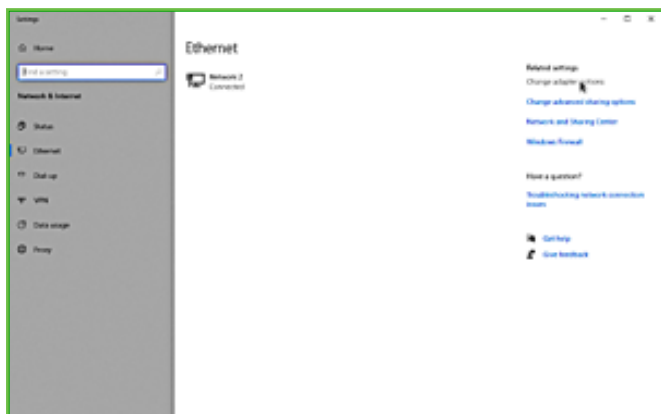 Settings
Home
Find a setting
Network & Internet
Status
Ethernet
Dial-up
VPN
Data usage
Proxy
Ethernet
Network 2
Connected
Related settings
Change adapter options
Change advanced sharing options
Network and Sharing Center
Windows Firewall
Have a question?
Troubleshooting network connection
issues
Get help
Give feedback